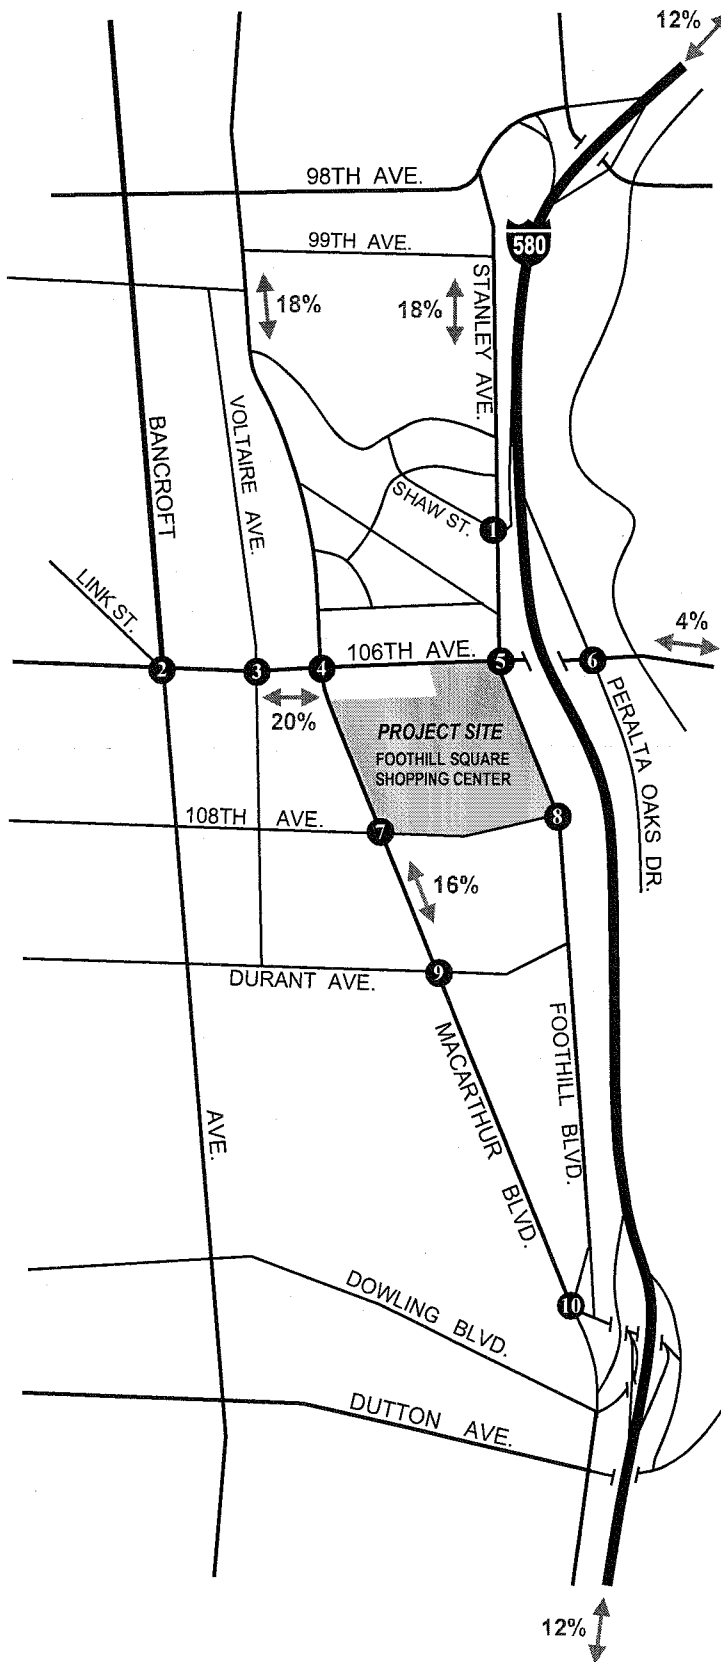 12%
98TH AVE.
99TH AVE.
580
18%
18%
STANLEY AVE.
BANCROFT
VOLTAIRE AVE.
SHAW ST.
1
LINK ST.
4%
106TH AVE.
2
3
4
5
6
20%
PROJECT SITE
FOOTHILL SQUARE
SHOPPING CENTER
PERALTA OAKS DR.
108TH AVE.
7
8
16%
DURANT AVE.
9
MACARTHUR BLVD.
FOOTHILL BLVD.
AVE.
10
DOWLING BLVD.
DUTTON AVE.
12%